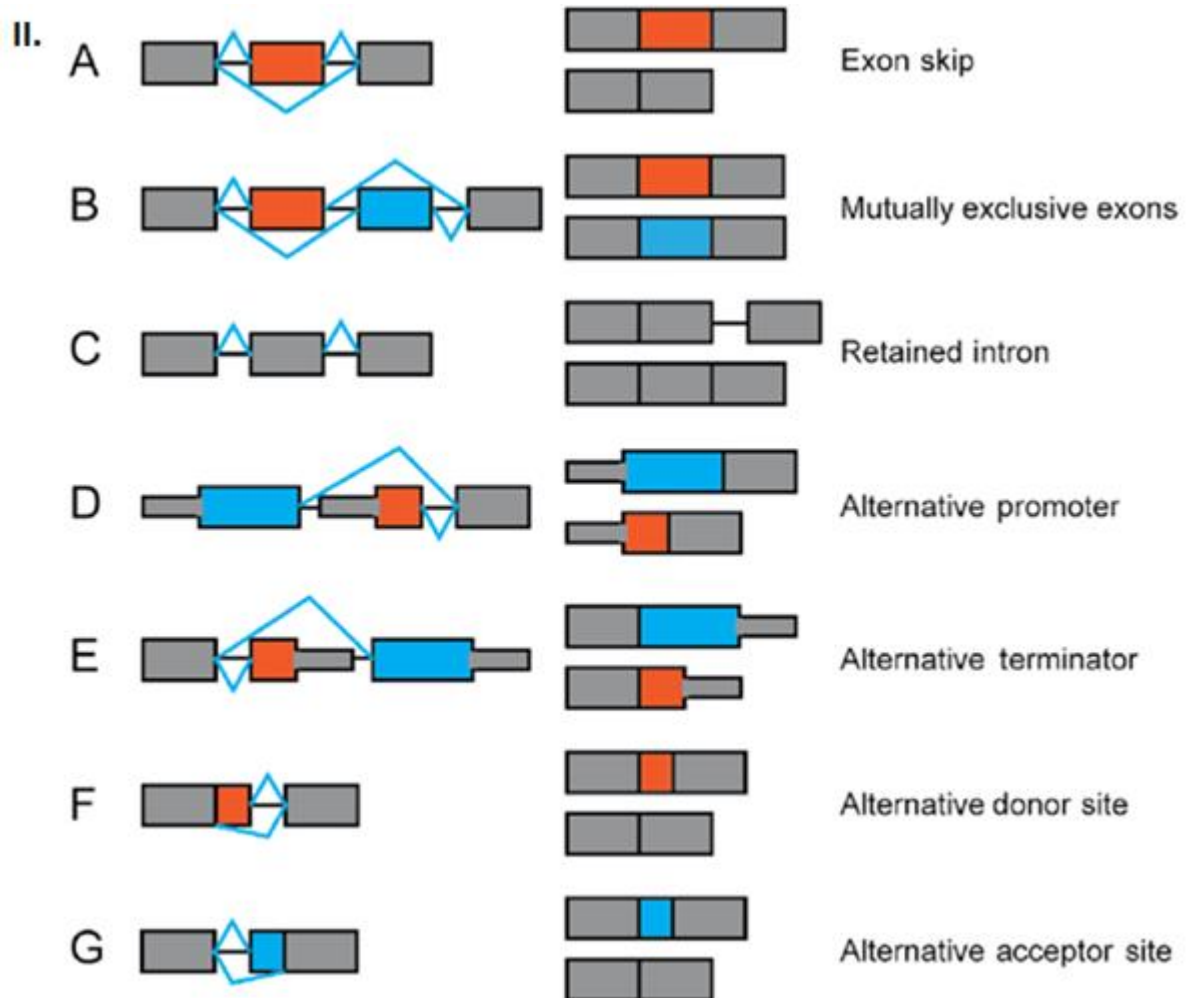 II.
A Exon skip
B Mutually exclusive exons
C Retained intron
D Alternative promoter
E Alternative terminator
F Alternative donor site
G Alternative acceptor site